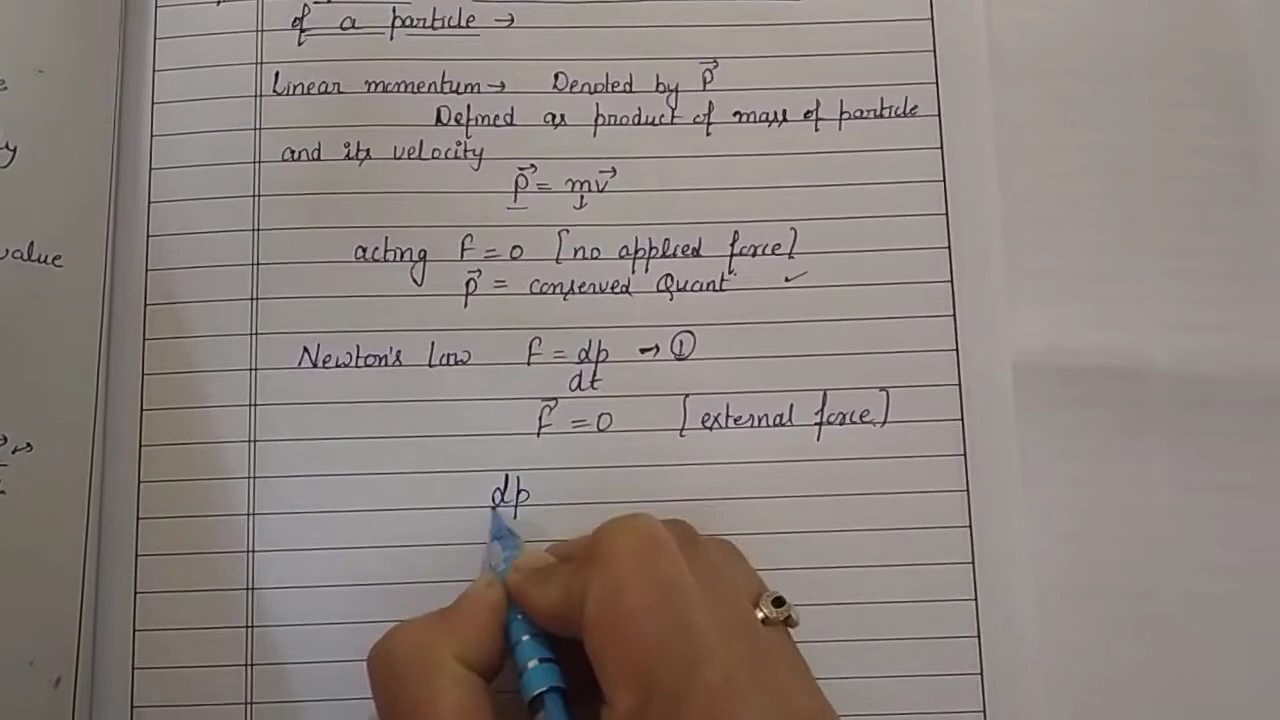 of a particle →
Linear momentum → Denoted by p⃗
Defined as product of mass of particle
and its velocity
p⃗ = mv⃗
acting F = 0 [no applied force]
p⃗ = conserved Quant ✓
Newton's law F = dp/dt → ①
F⃗ = 0 [external force]
dp
value